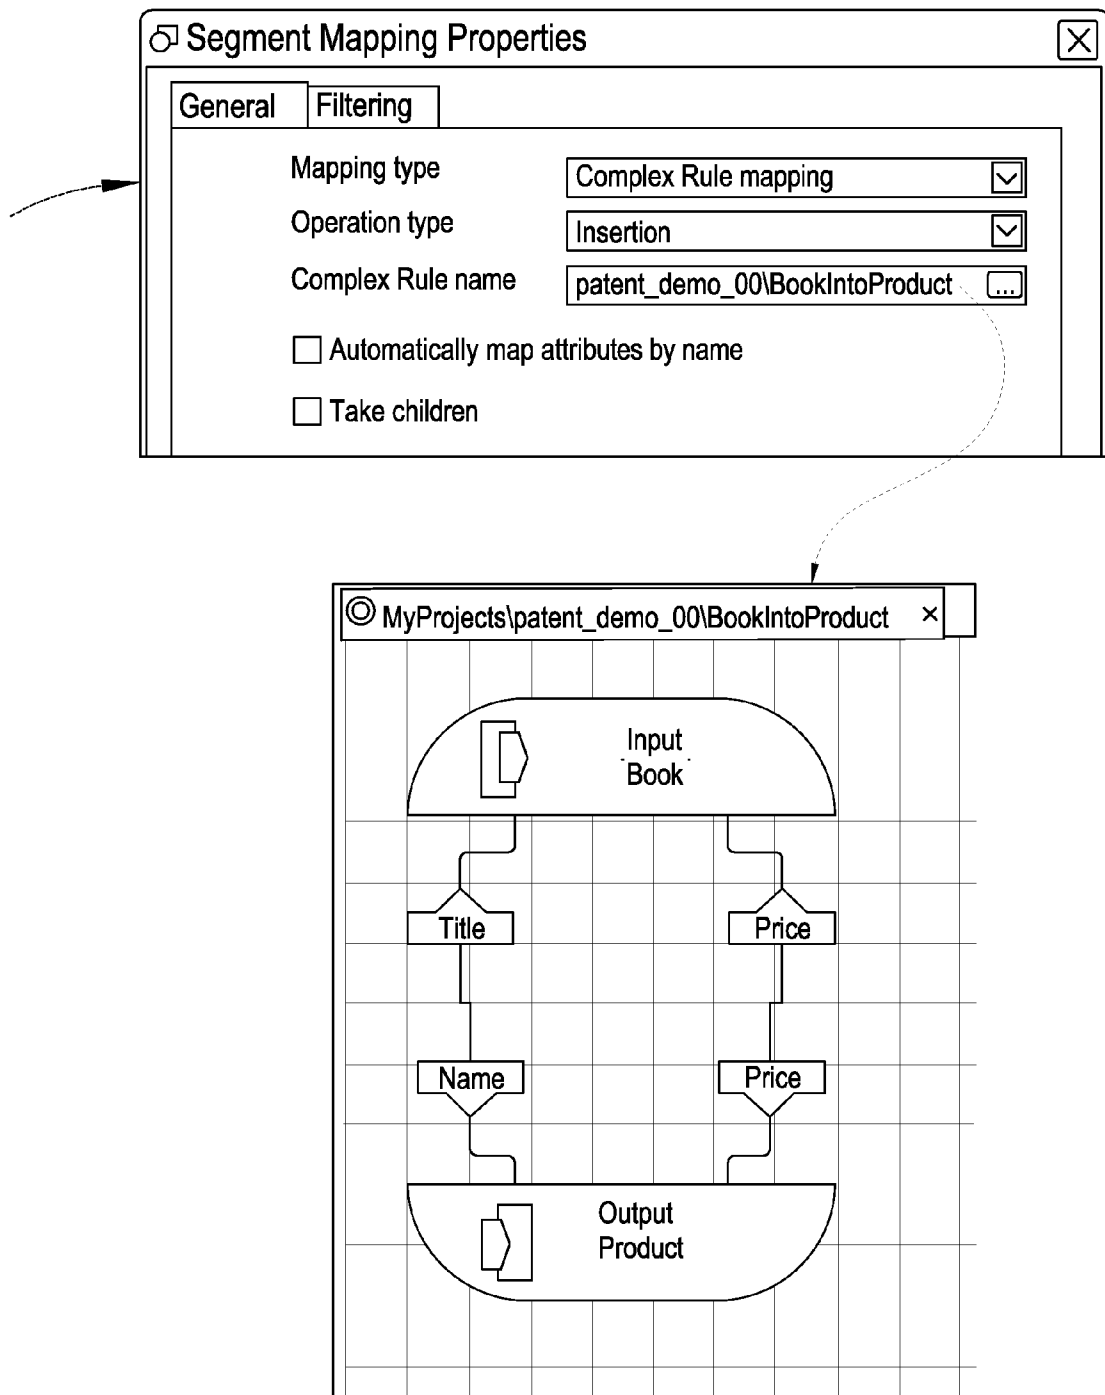 Segment Mapping Properties
General
Filtering
Mapping type
Complex Rule mapping
Operation type
Insertion
Complex Rule name
patent_demo_00\BookIntoProduct
...
Automatically map attributes by name
Take children
MyProjects\patent_demo_00\BookIntoProduct ×
Input
Book
Title
Price
Name
Price
Output
Product